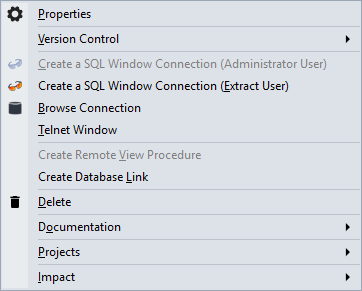 Properties
Version Control
Create a SQL Window Connection (Administrator User)
Create a SQL Window Connection (Extract User)
Browse Connection
Telnet Window
Create Remote View Procedure
Create Database Link
Delete
Documentation
Projects
Impact